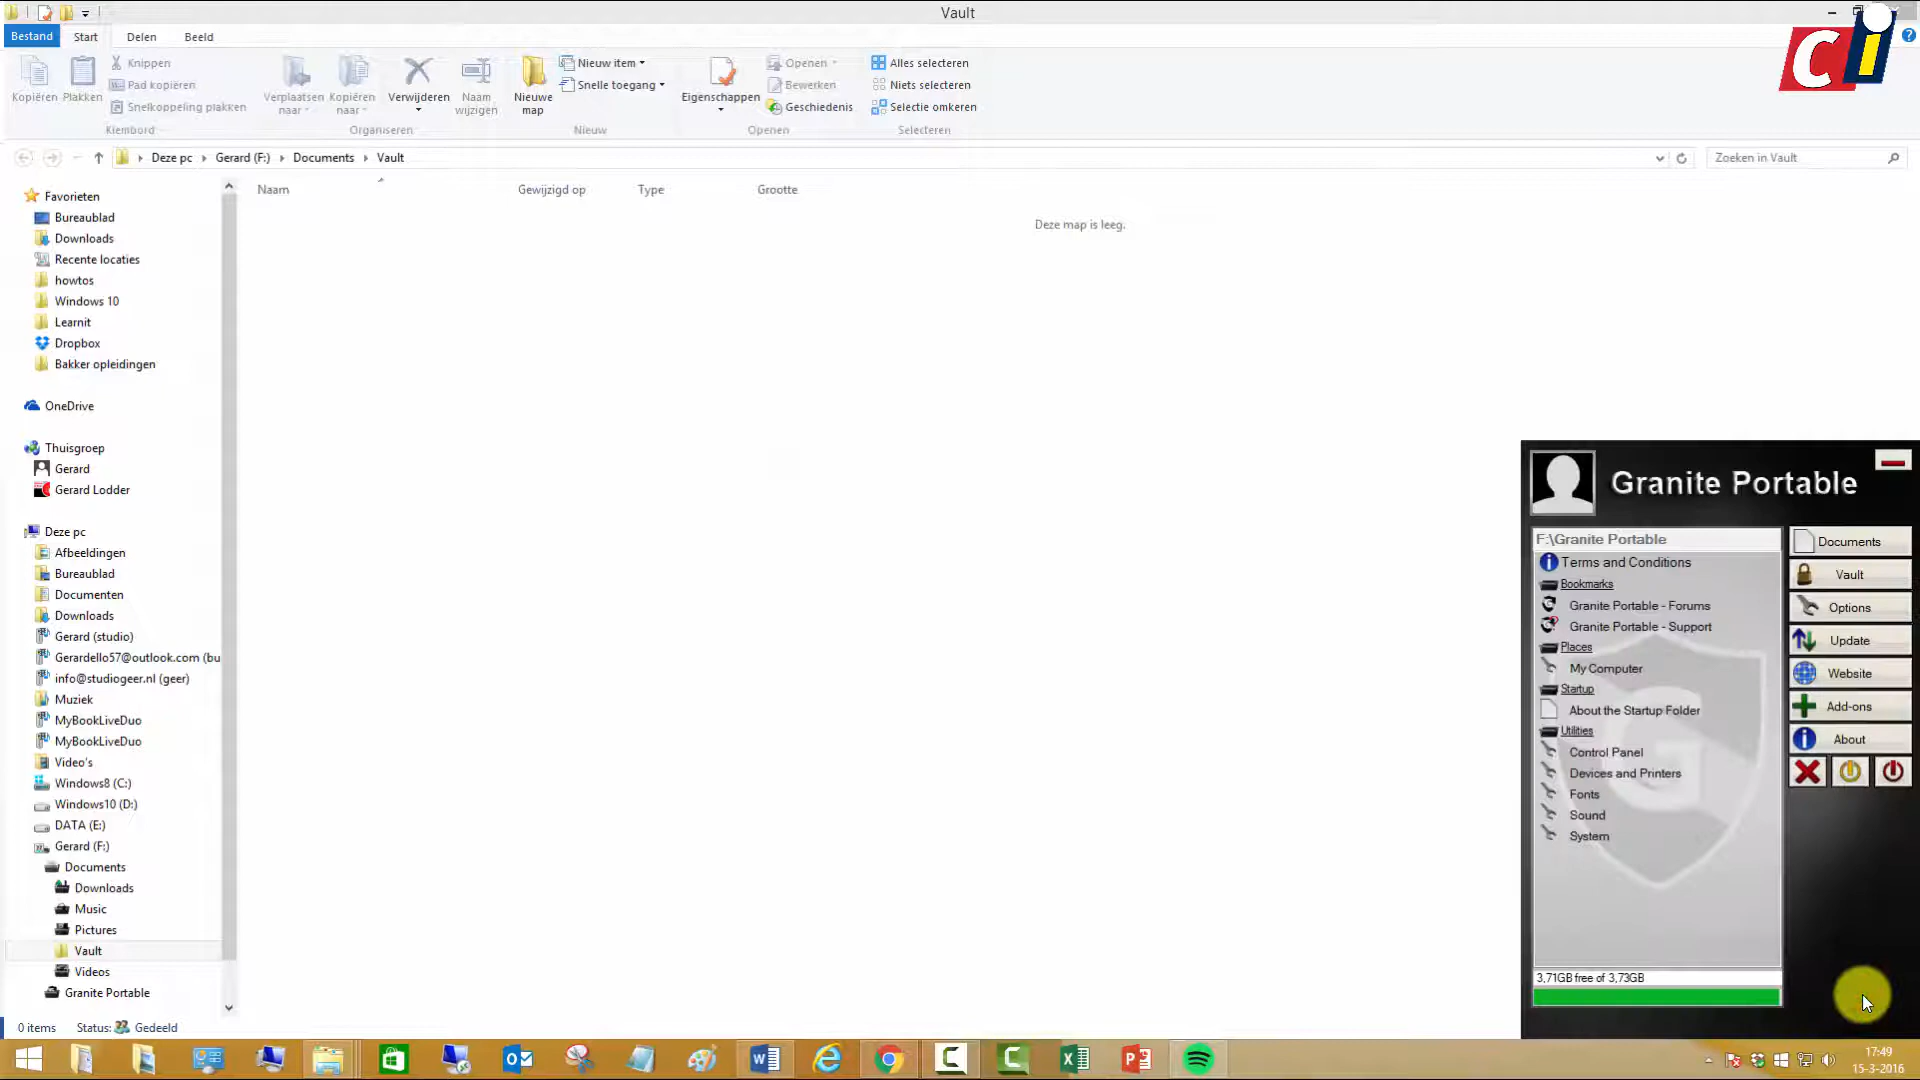 Vault
Bestand Start Delen Beeld
Kopiëren Plakken Knippen
Pad kopiëren
Snelkoppeling plakken
Klembord
Verplaatsen naar Kopiëren naar Verwijderen Naam wijzigen
Organiseren
Nieuwe map Nieuw item
Snelle toegang
Nieuw
Eigenschappen Openen
Bewerken
Geschiedenis
Openen
Alles selecteren
Niets selecteren
Selectie omkeren
Selecteren
Ci
Deze pc Gerard (F:) Documents Vault
Zoeken in Vault
Naam Gewijzigd op Type Grootte
Deze map is leeg.
Favorieten
Bureaublad
Downloads
Recente locaties
howtos
Windows 10
Learnit
Dropbox
Bakker opleidingen
OneDrive
Thuisgroep
Gerard
Gerard Lodder
Deze pc
Afbeeldingen
Bureaublad
Documenten
Downloads
Gerard (studio)
Gerardello57@outlook.com (bu
info@studiogeer.nl (geer)
Muziek
MyBookLiveDuo
MyBookLiveDuo
Video's
Windows8 (C:)
Windows10 (D:)
DATA (E:)
Gerard (F:)
Documents
Downloads
Music
Pictures
Vault
Videos
Granite Portable
0 items Status: Gedeeld
Granite Portable
F:\Granite Portable
Terms and Conditions
Bookmarks
Granite Portable - Forums
Granite Portable - Support
Places
My Computer
Startup
About the Startup Folder
Utilities
Control Panel
Devices and Printers
Fonts
Sound
System
3,71GB free of 3,73GB
Documents
Vault
Options
Update
Website
Add-ons
About
17:49
15-3-2016